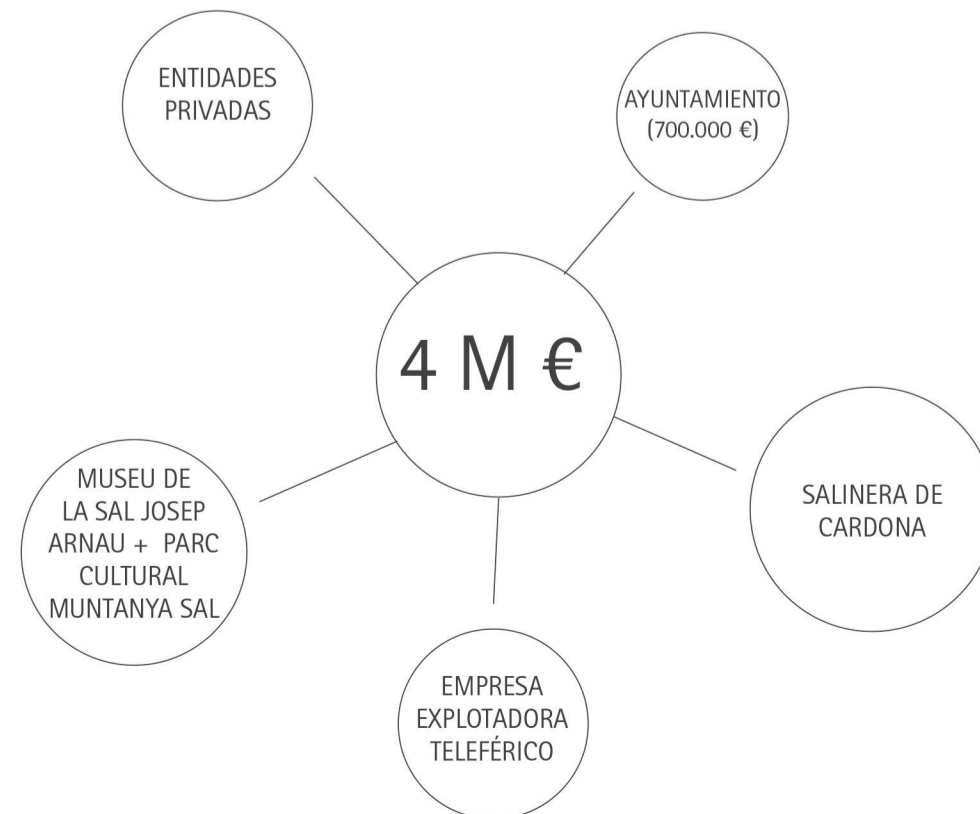 ENTIDADES
PRIVADAS
AYUNTAMIENTO
(700.000 €)
4 M €
MUSEU DE
LA SAL JOSEP
ARNAU + PARC
CULTURAL
MUNTANYA SAL
SALINERA DE
CARDONA
EMPRESA
EXPLOTADORA
TELEFÉRICO